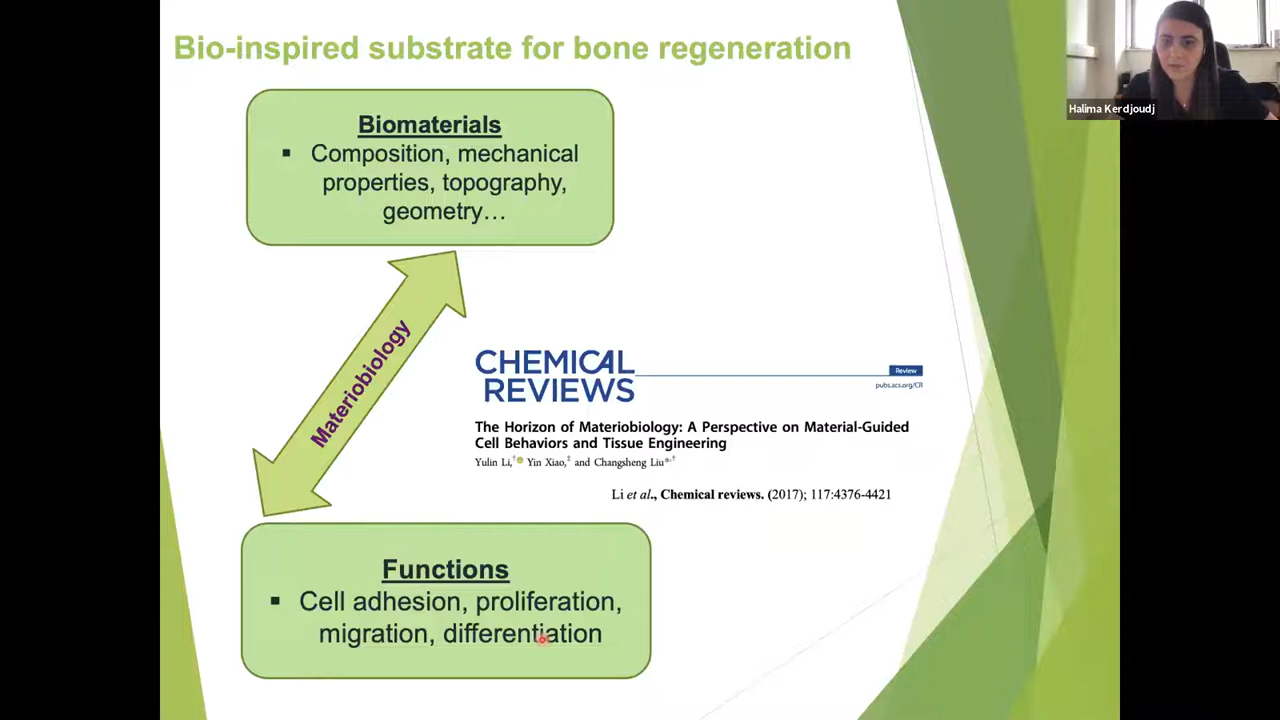 Bio-inspired substrate for bone regeneration
Halima Kerdjoudj
Biomaterials
▪ Composition, mechanical
properties, topography,
geometry…
Materiobiology
CHEMICAL
REVIEWS
Review
pubs.acs.org/CR
The Horizon of Materiobiology: A Perspective on Material-Guided
Cell Behaviors and Tissue Engineering
Yulin Li,† Yin Xiao,‡ and Changsheng Liu*,†
Li et al., Chemical reviews. (2017); 117:4376-4421
Functions
▪ Cell adhesion, proliferation,
migration, differentiation